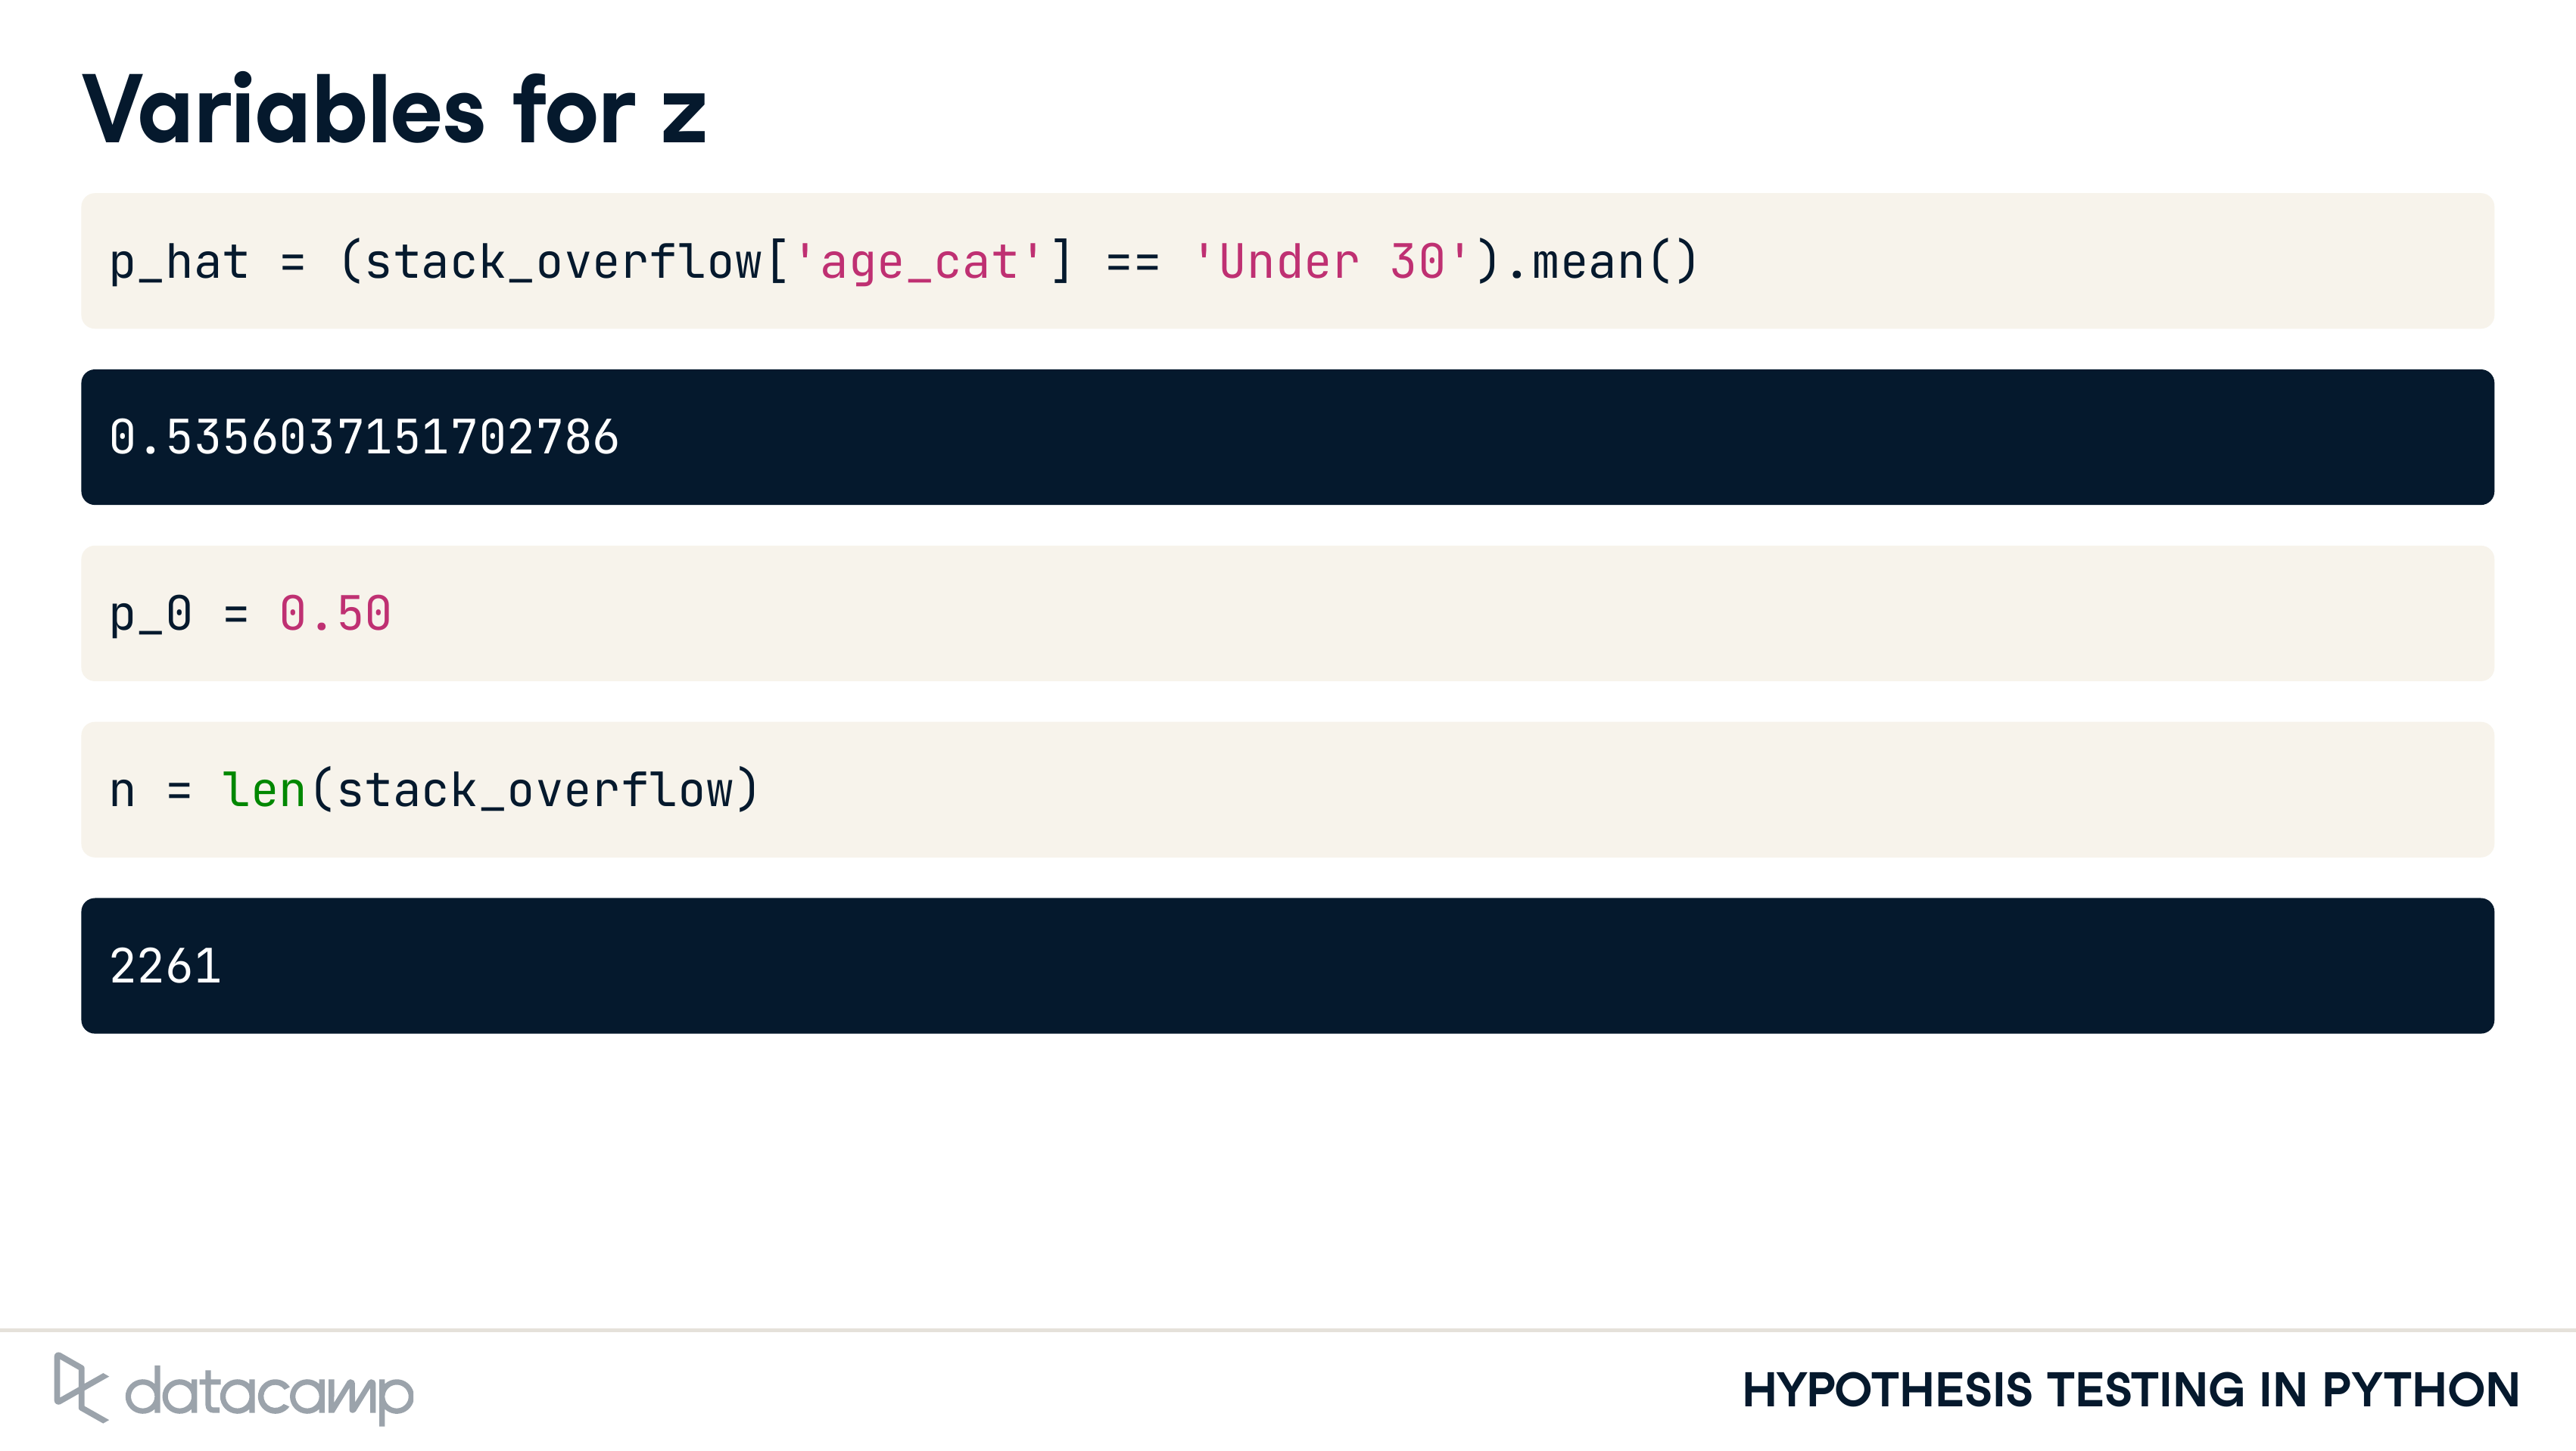 Variables for z
p_hat = (stack_overflow['age_cat'] == 'Under 30').mean()
0.5356037151702786
p_0 = 0.50
n = len(stack_overflow)
2261
datacamp
HYPOTHESIS TESTING IN PYTHON